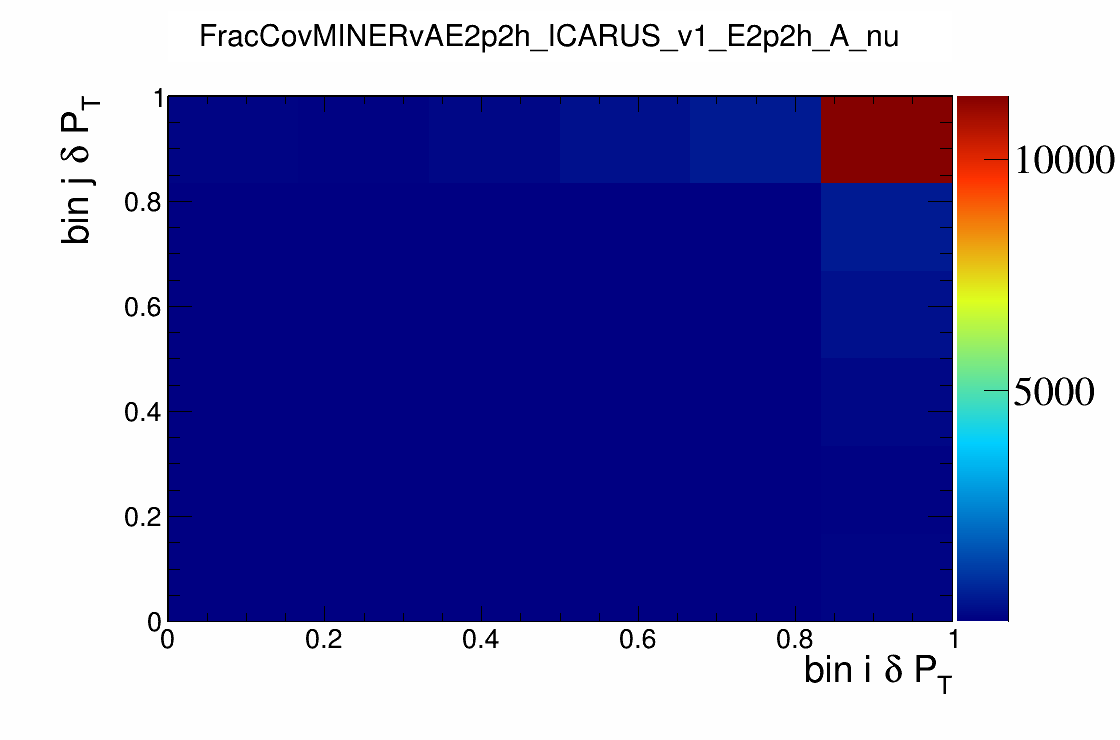 FracCovMINERvAE2p2h_ICARUS_v1_E2p2h_A_nu
bin j δ P_T
1
0.8
0.6
0.4
0.2
0
0 0.2 0.4 0.6 0.8 1
bin i δ P_T
10000
5000